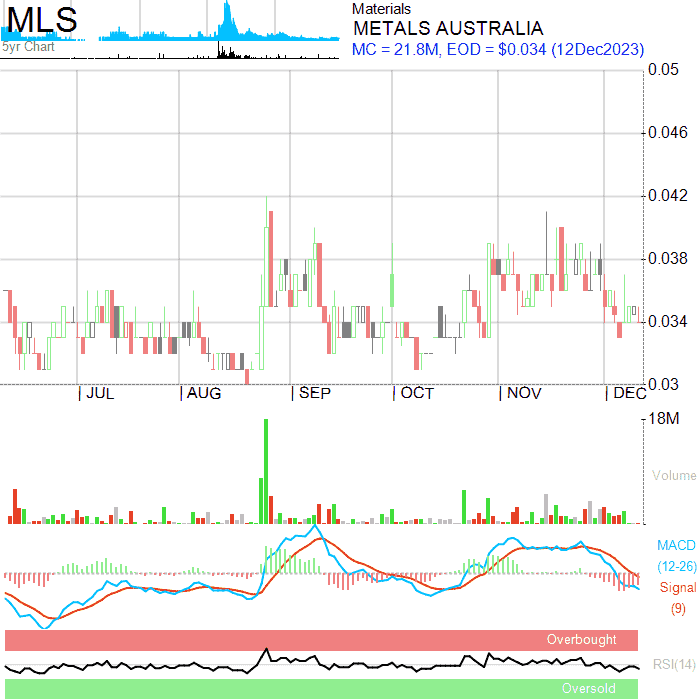 MLS
5yr Chart
Materials
METALS AUSTRALIA
MC = 21.8M, EOD = $0.034 (12Dec2023)
0.05
0.046
0.042
0.038
0.034
0.03
JUL AUG SEP OCT NOV DEC
18M
Volume
MACD
(12-26)
Signal
(9)
Overbought
RSI(14)
Oversold